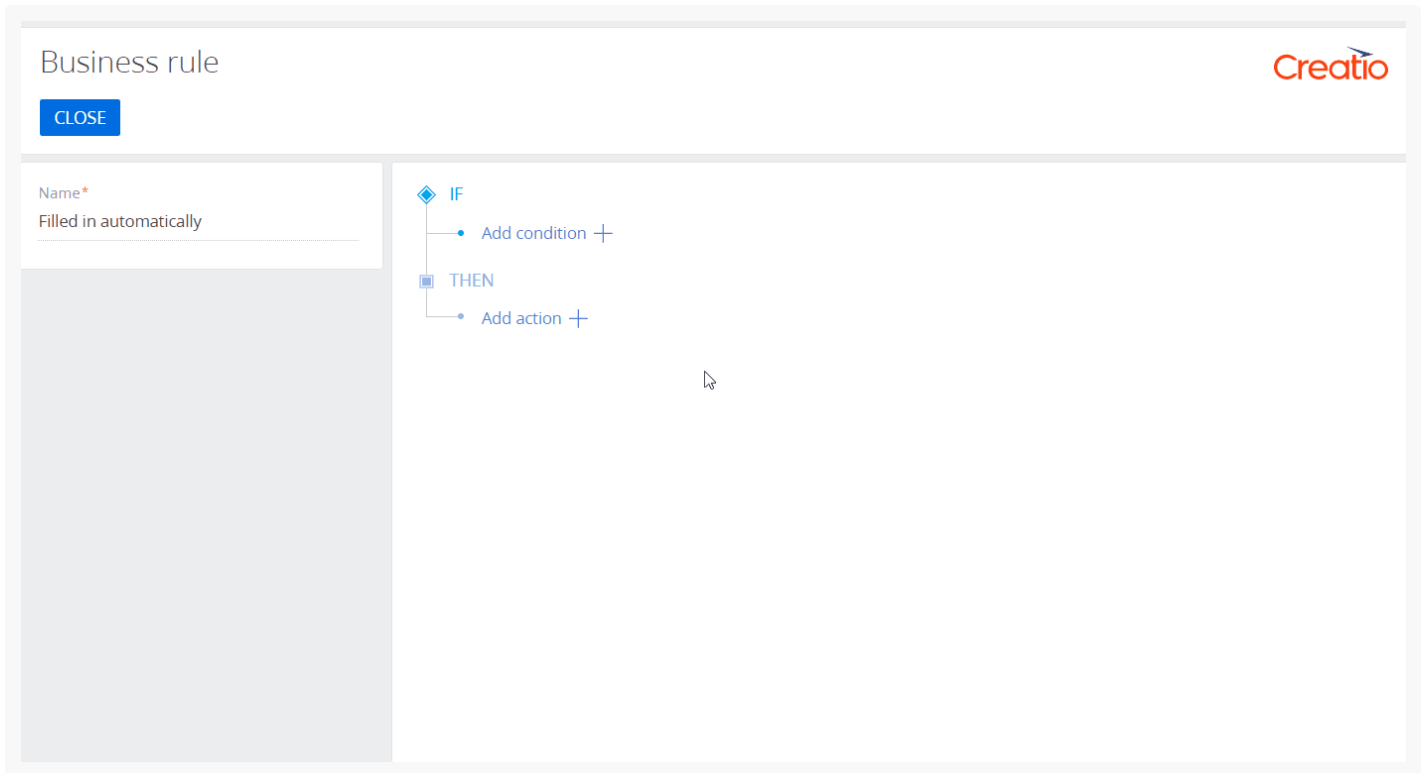 Business rule
Creatio
CLOSE
Name*
Filled in automatically
IF
Add condition
THEN
Add action